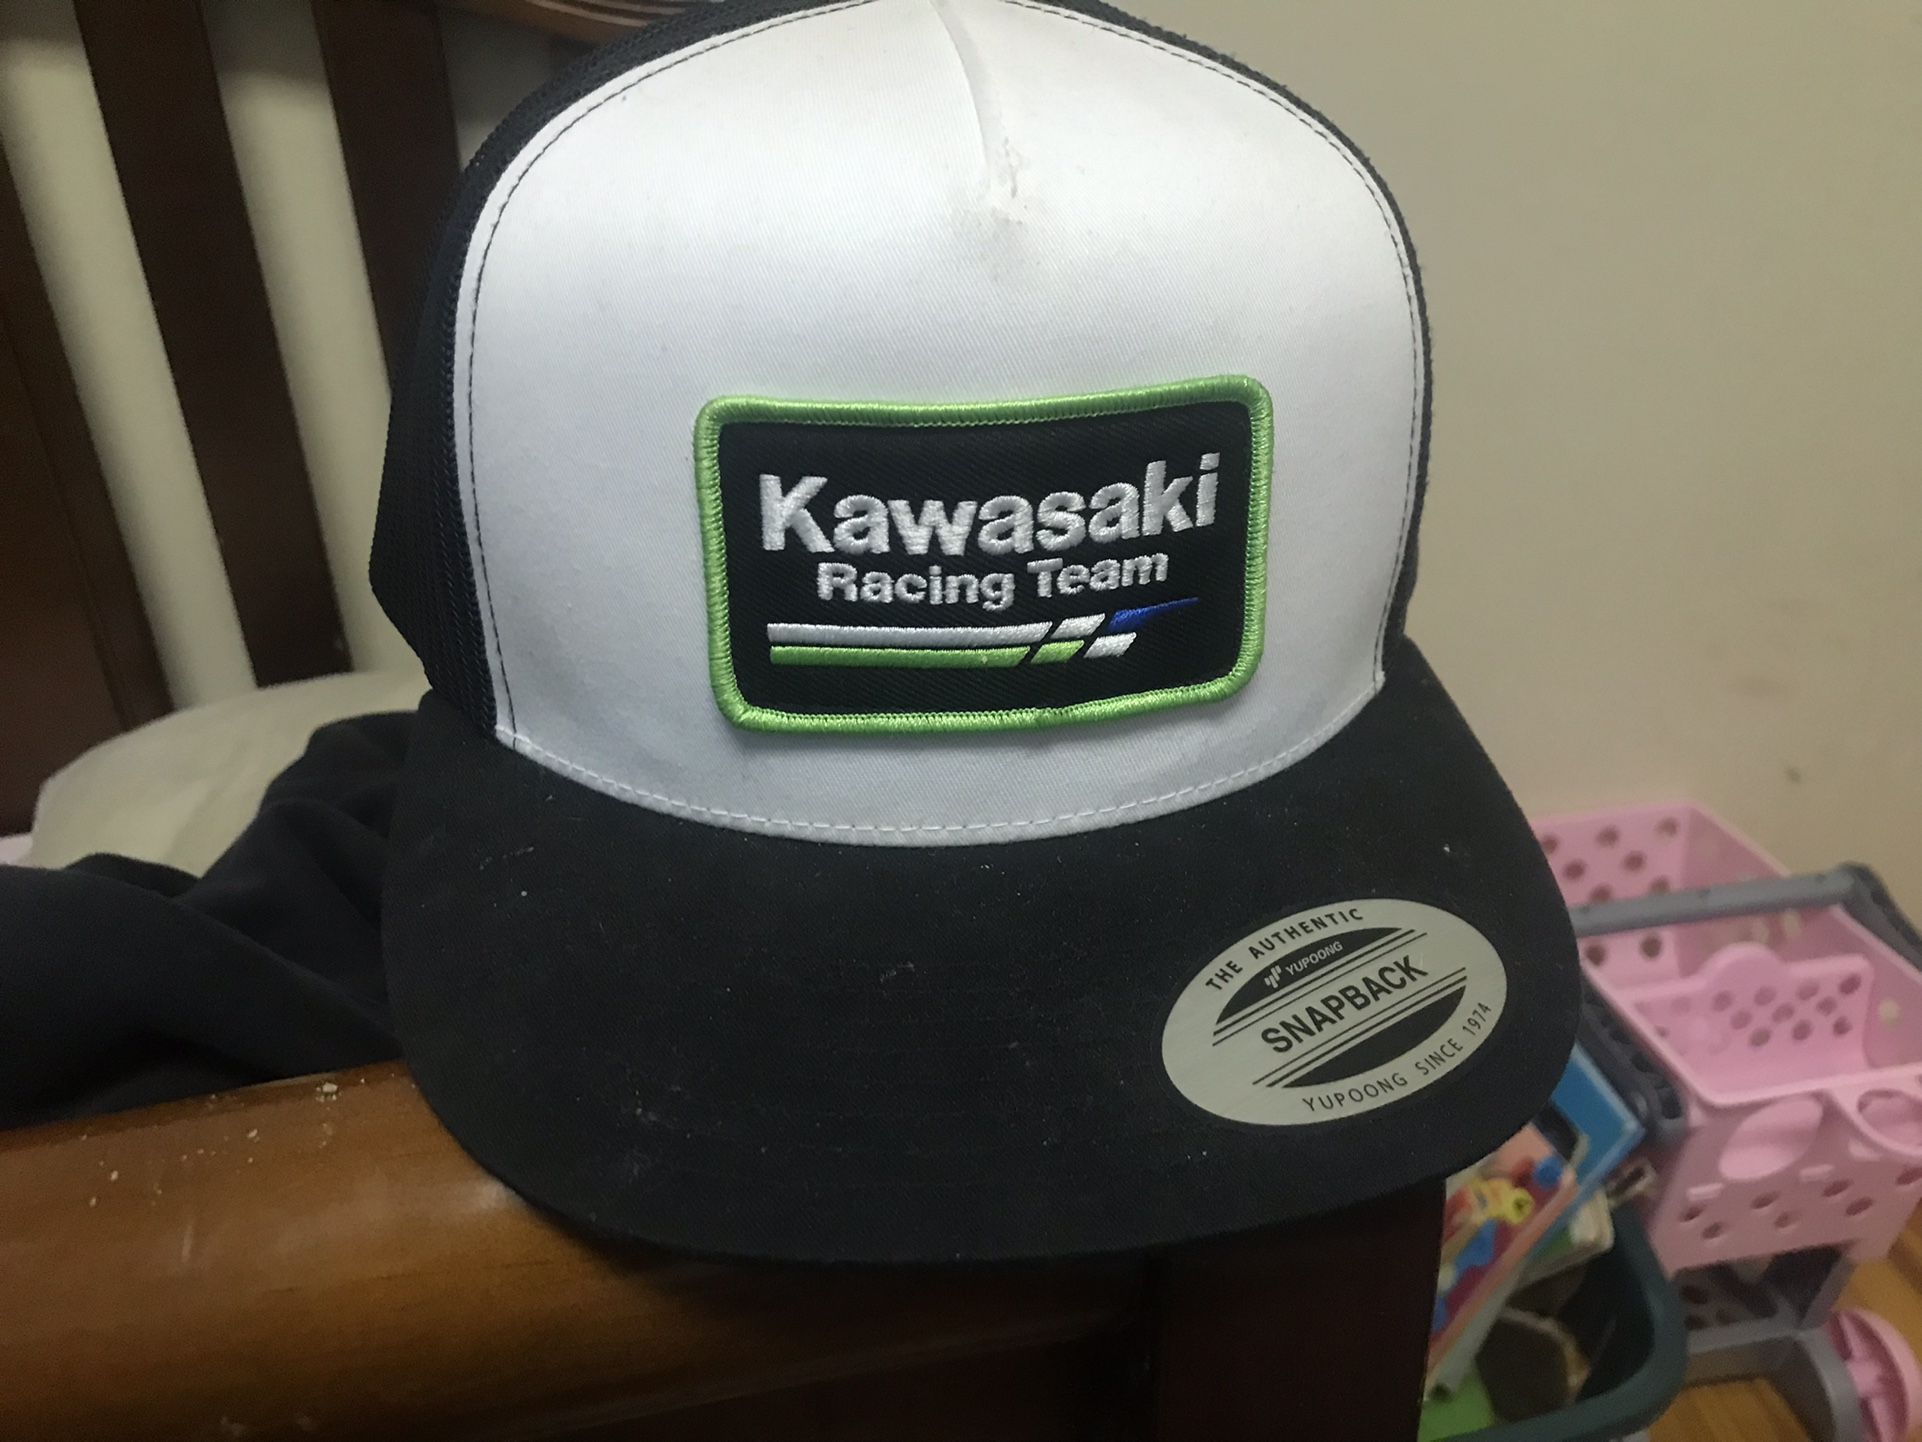 Kawasaki
Racing Team
THE AUTHENTIC
YUPOONG
SNAPBACK
YUPOONG SINCE 1974